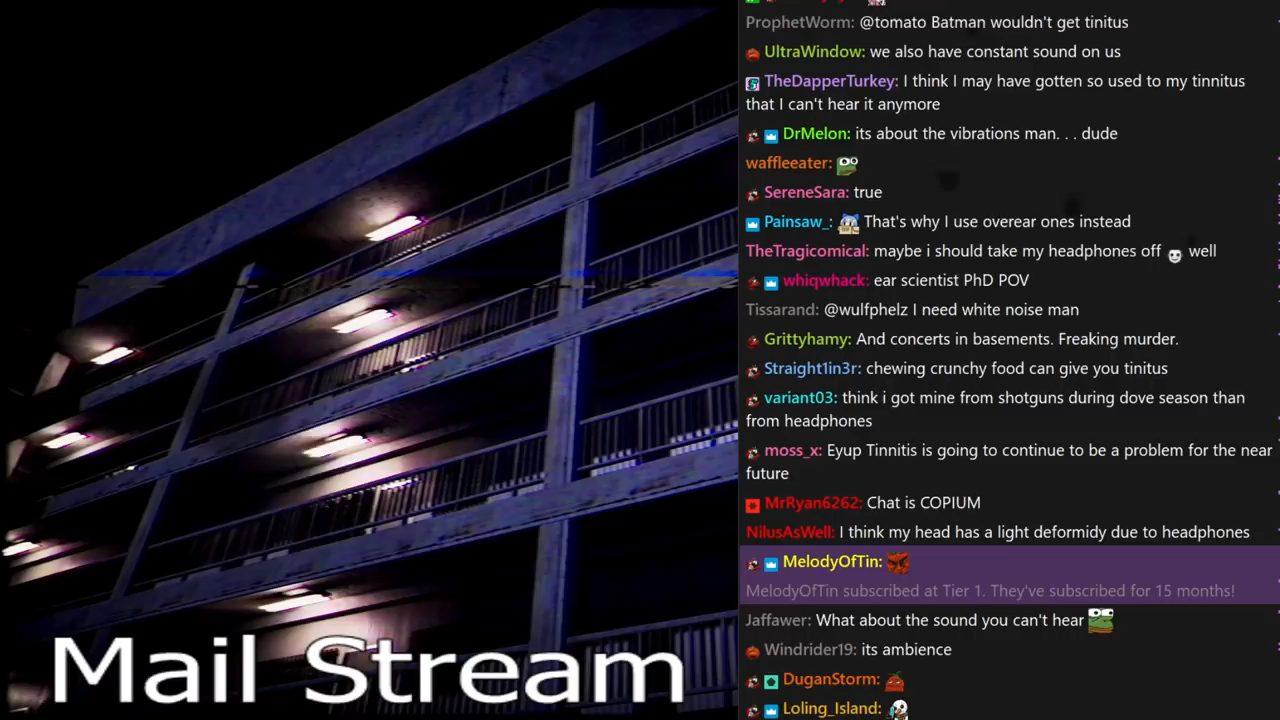 ProphetWorm: @tomato Batman wouldn't get tinitus
UltraWindow: we also have constant sound on us
TheDapperTurkey: I think I may have gotten so used to my tinnitus
that I can't hear it anymore
DrMelon: its about the vibrations man. . . dude
waffleeater:
SereneSara: true
Painsaw_: That's why I use overear ones instead
TheTragicomical: maybe i should take my headphones off well
whiqwhack: ear scientist PhD POV
Tissarand: @wulfphelz I need white noise man
Grittyhamy: And concerts in basements. Freaking murder.
Straight1in3r: chewing crunchy food can give you tinitus
variant03: think i got mine from shotguns during dove season than
from headphones
moss_x: Eyup Tinnitis is going to continue to be a problem for the near
future
MrRyan6262: Chat is COPIUM
NilusAsWell: I think my head has a light deformidy due to headphones
MelodyOfTin:
MelodyOfTin subscribed at Tier 1. They've subscribed for 15 months!
Jaffawer: What about the sound you can't hear
Windrider19: its ambience
DuganStorm:
Loling_Island:
Mail Stream